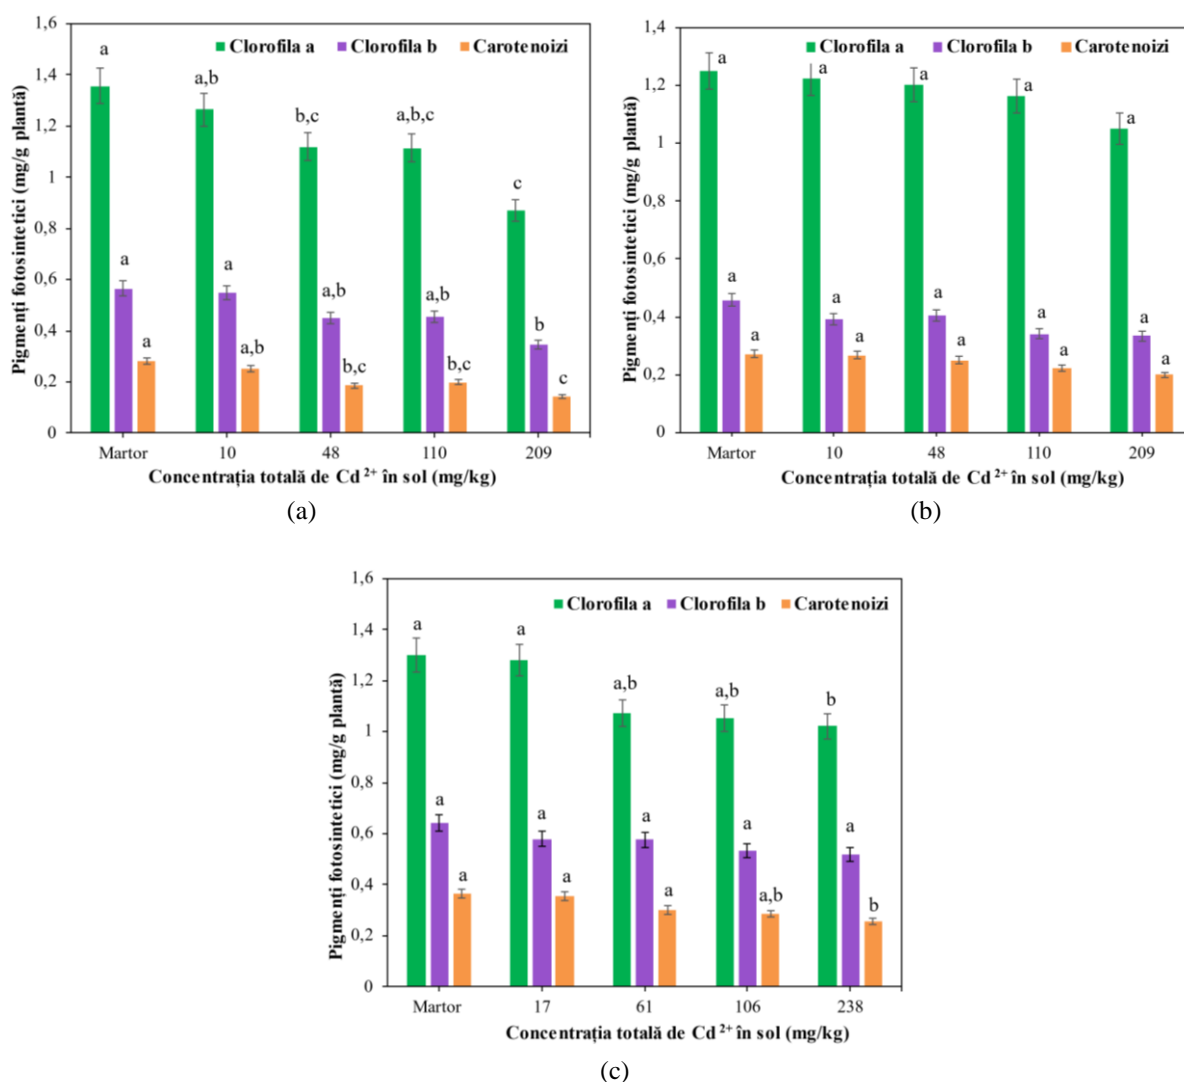 1,6
1,4
1,2
1
0,8
0,6
0,4
0,2
0
Pigmenți fotosintetici (mg/g plantă)
Clorofila a Clorofila b Carotenoizi
a a,b b,c a,b,c c
a a a,b a,b b
a a,b b,c b,c c
Martor 10 48 110 209
Concentrația totală de Cd²⁺ în sol (mg/kg)
(a)
1,4
1,2
1
0,8
0,6
0,4
0,2
0
Pigmenți fotosintetici (mg/g plantă)
Clorofila a Clorofila b Carotenoizi
a a a a a
a a a a a
a a a a a
Martor 10 48 110 209
Concentrația totală de Cd²⁺ în sol (mg/kg)
(b)
1,6
1,4
1,2
1
0,8
0,6
0,4
0,2
0
Pigmenți fotosintetici (mg/g plantă)
Clorofila a Clorofila b Carotenoizi
a a a,b a,b b
a a a a a
a a a a,b b
Martor 17 61 106 238
Concentrația totală de Cd²⁺ în sol (mg/kg)
(c)